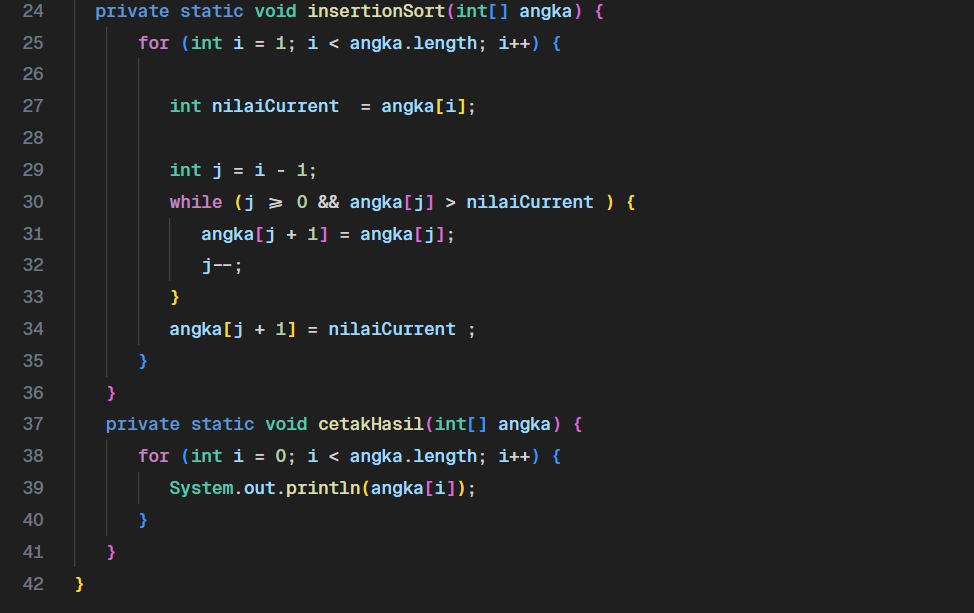 24 private static void insertionSort(int[] angka) {
25 for (int i = 1; i < angka.length; i++) {
26
27 int nilaiCurrent  = angka[i];
28
29 int j = i - 1;
30 while (j ⩾ 0 && angka[j] > nilaiCurrent ) {
31 angka[j + 1] = angka[j];
32 j--;
33 }
34 angka[j + 1] = nilaiCurrent ;
35 }
36 }
37 private static void cetakHasil(int[] angka) {
38 for (int i = 0; i < angka.length; i++) {
39 System.out.println(angka[i]);
40 }
41 }
42 }